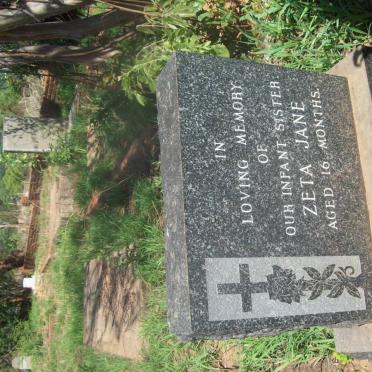 IN
LOVING MEMORY
OF
OUR INFANT SISTER
ZETA JANE
AGED 16 MONTHS.